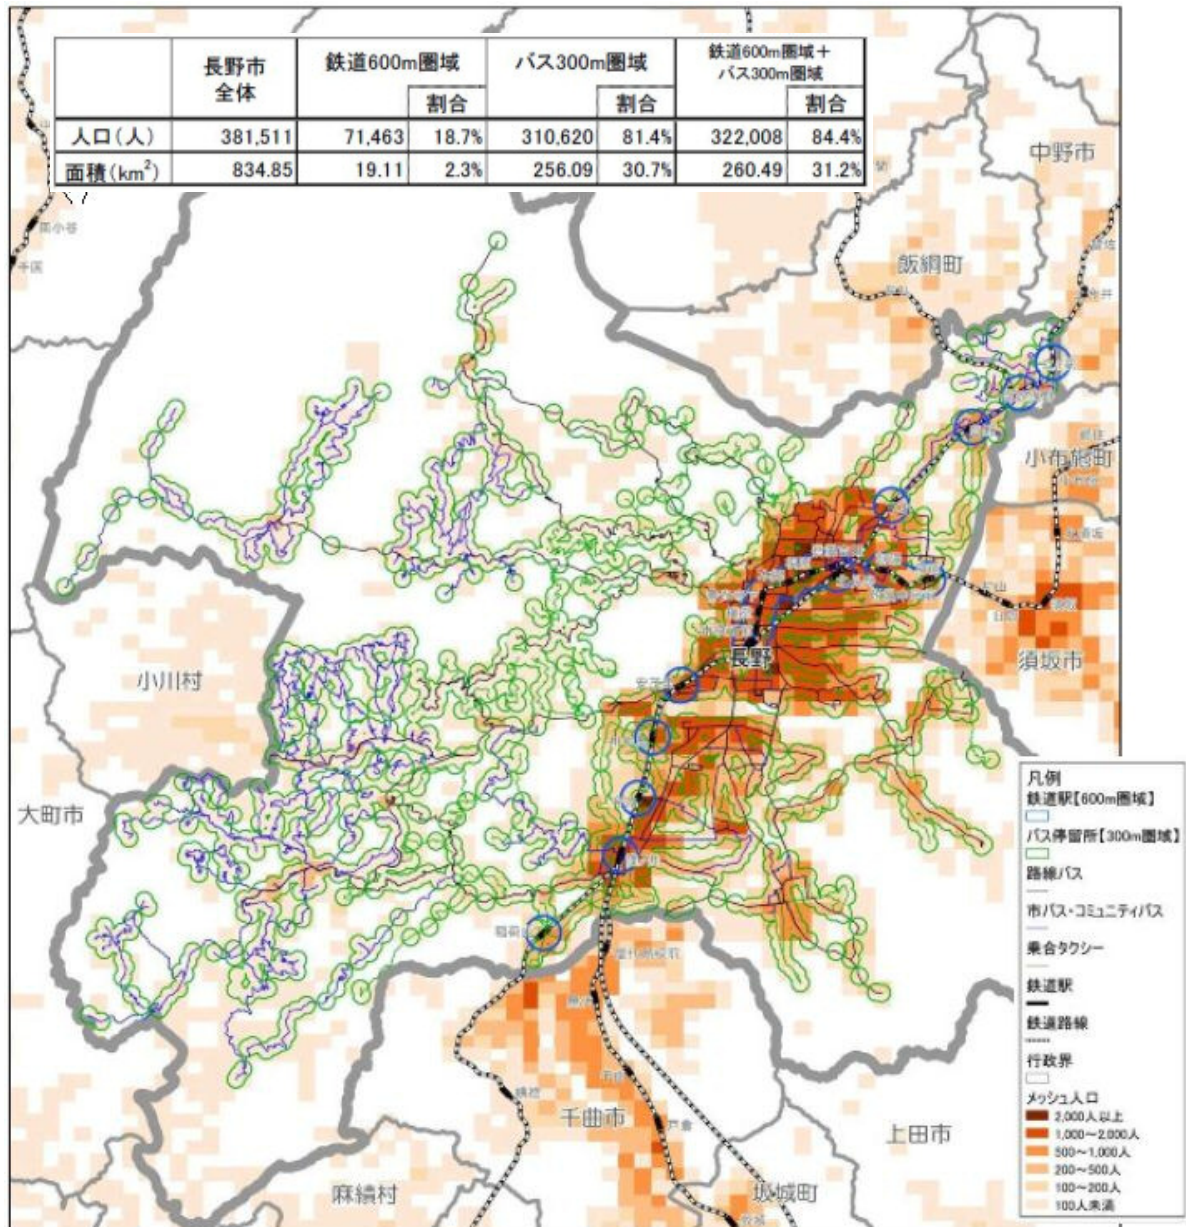 長野市
全体
鉄道600m圏域
バス300m圏域
鉄道600m圏域＋
バス300m圏域
割合
割合
割合
人口(人)
381,511
71,463
18.7%
310,620
81.4%
322,008
84.4%
面積(km²)
834.85
19.11
2.3%
256.09
30.7%
260.49
31.2%
中野市
飯綱町
南小谷
千国
小布施町
小川村
長野
須坂市
大町市
千曲市
戸倉
上田市
麻績村
坂城町
凡例
鉄道駅【600m圏域】
バス停留所【300m圏域】
路線バス
市バス・コミュニティバス
乗合タクシー
鉄道駅
鉄道路線
行政界
メッシュ人口
2,000人以上
1,000～2,000人
500～1,000人
200～500人
100～200人
100人未満